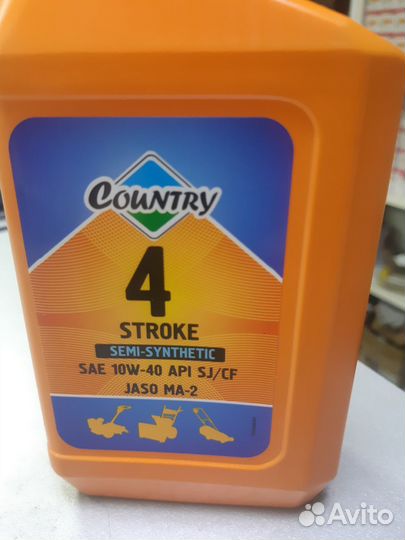 COUNTRY
4
STROKE
SEMI-SYNTHETIC
SAE 10W-40 API SJ/CF
JASO MA-2
Avito